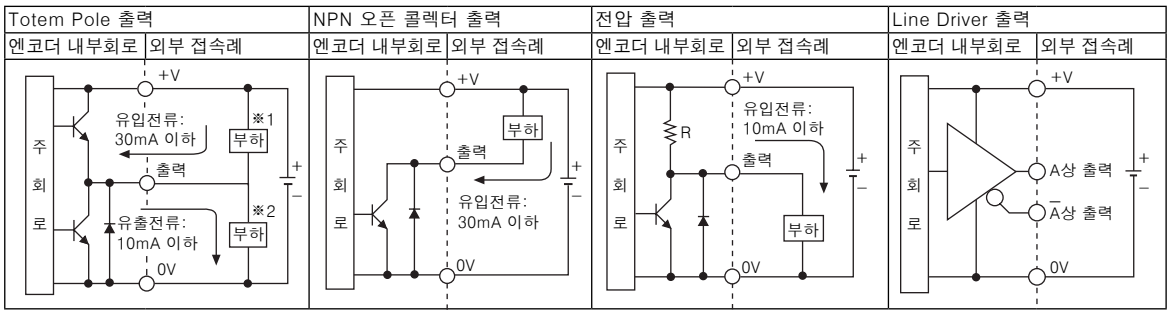 Totem Pole 출력
엔코더 내부회로
외부 접속례
+V
유입전류:
30mA 이하
※1
부하
주
회
로
출력
+
−
※2
부하
유출전류:
10mA 이하
0V
NPN 오픈 콜렉터 출력
엔코더 내부회로
외부 접속례
+V
부하
주
회
로
출력
+
−
유입전류:
30mA 이하
0V
전압 출력
엔코더 내부회로
외부 접속례
+V
유입전류:
10mA 이하
R
주
회
로
출력
+
−
부하
0V
Line Driver 출력
엔코더 내부회로
외부 접속례
+V
주
회
로
A상 출력
+
−
A̅상 출력
0V